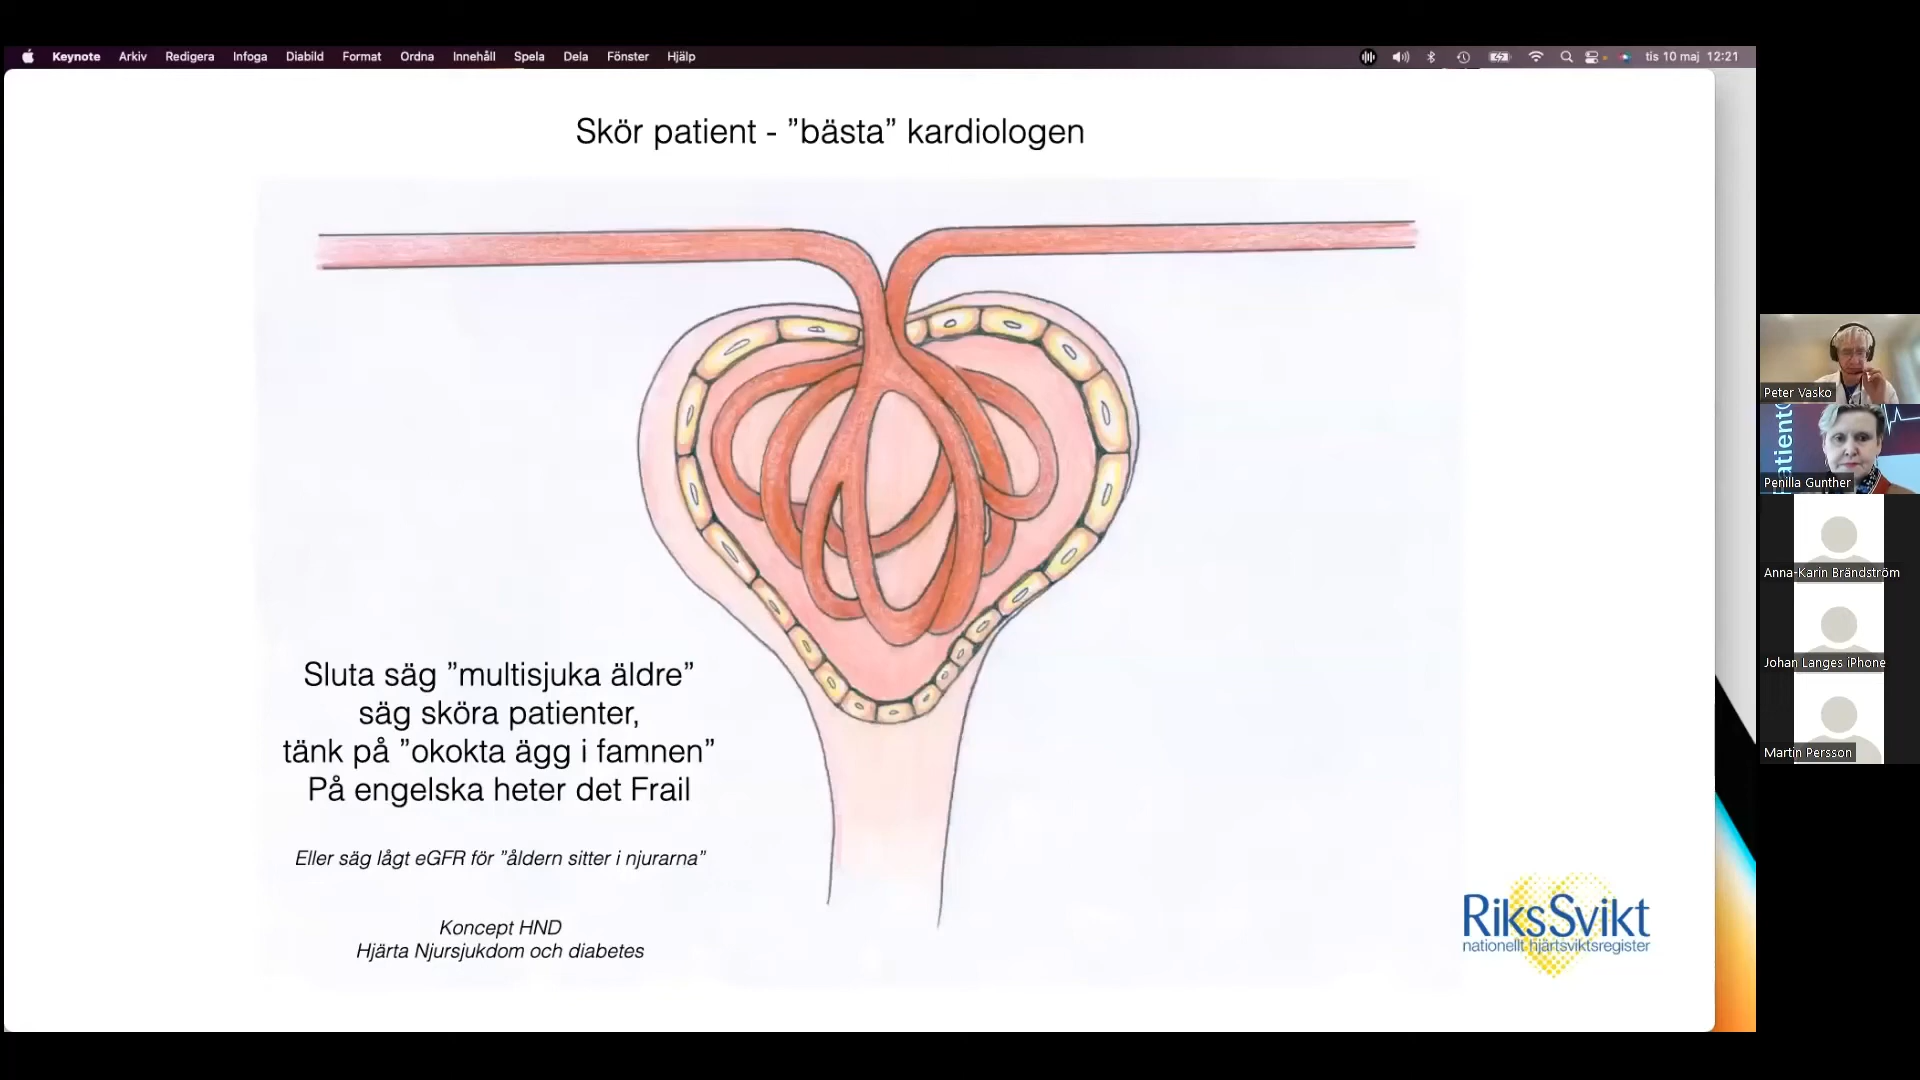 Keynote Arkiv Redigera Infoga Diabild Format Ordna Innehåll Spela Dela Fönster Hjälp
tis 10 maj 12:21
Skör patient - ”bästa” kardiologen
Sluta säg ”multisjuka äldre”
säg sköra patienter,
tänk på ”okokta ägg i famnen”
På engelska heter det Frail
Eller säg lågt eGFR för ”åldern sitter i njurarna”
Koncept HND
Hjärta Njursjukdom och diabetes
RiksSvikt
nationellt hjärtsviktsregister
Peter Vasko
atient
Penilla Gunther
Anna-Karin Brändström
Johan Langes iPhone
Martin Persson